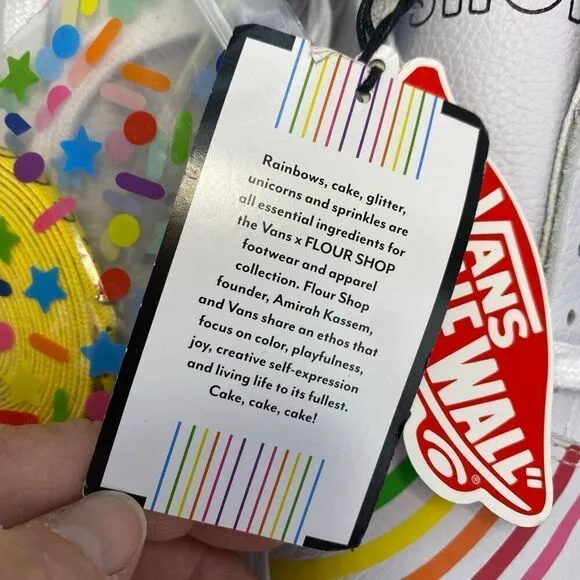 Rainbows, cake, glitter,
unicorns and sprinkles are
all essential ingredients for
the Vans x FLOUR SHOP
footwear and apparel
collection. Flour Shop
founder, Amirah Kassem,
and Vans share an ethos that
focus on color, playfulness,
joy, creative self-expression
and living life to its fullest.
Cake, cake, cake!
VANS
WALL"
®